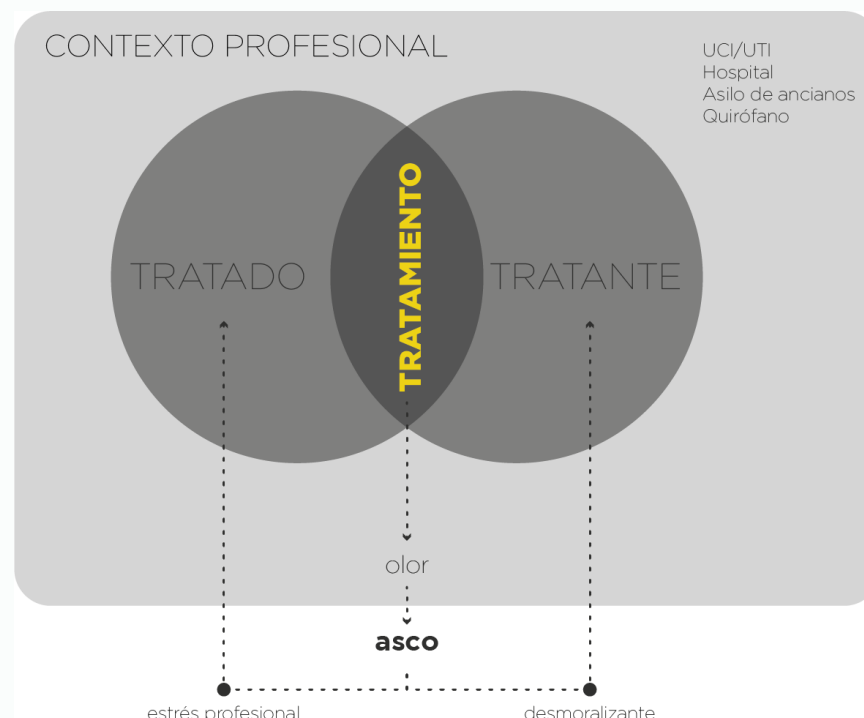 CONTEXTO PROFESIONAL
UCI/UTI
Hospital
Asilo de ancianos
Quirófano
TRATADO
TRATAMIENTO
TRATANTE
olor
asco
estrés profesional
desmoralizante